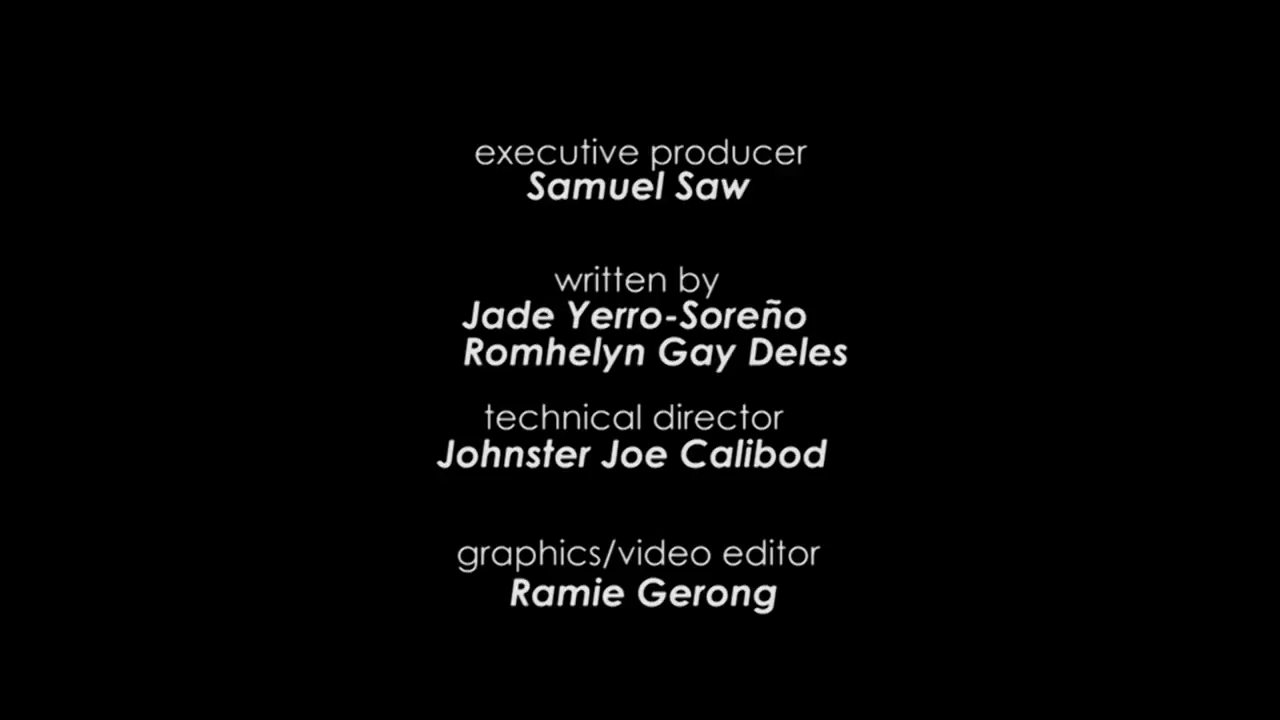 executive producer
Samuel Saw
written by
Jade Yerro-Soreño
Romhelyn Gay Deles
technical director
Johnster Joe Calibod
graphics/video editor
Ramie Gerong